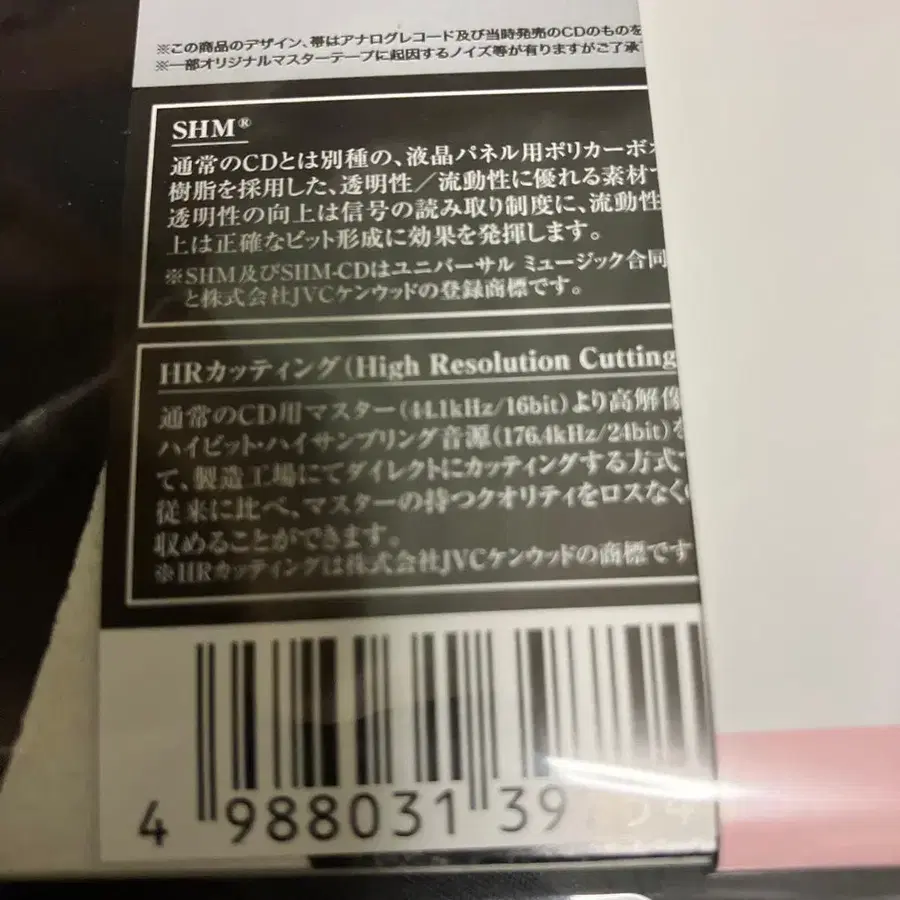 ※この商品のデザイン、帯はアナログレコード及び当時発売のCDのものを
※一部オリジナルマスターテープに起因するノイズ等が有りますがご了承
SHM®
通常のCDとは別種の、液晶パネル用ポリカーボネ
樹脂を採用した、透明性/流動性に優れる素材で
透明性の向上は信号の読み取り制度に、流動性
上は正確なビット形成に効果を発揮します。
※SHM及びSHM-CDはユニバーサル ミュージック合同
と株式会社JVCケンウッドの登録商標です。
HRカッティング(High Resolution Cutting
通常のCD用マスター(44.1kHz/16bit)より高解像
ハイビット・ハイサンプリング音源(176.4kHz/24bit)を
て、製造工場にてダイレクトにカッティングする方式で
従来に比べ、マスターの持つクオリティをロスなく
収めることができます。
※HRカッティングは株式会社JVCケンウッドの商標です
4 988031 39